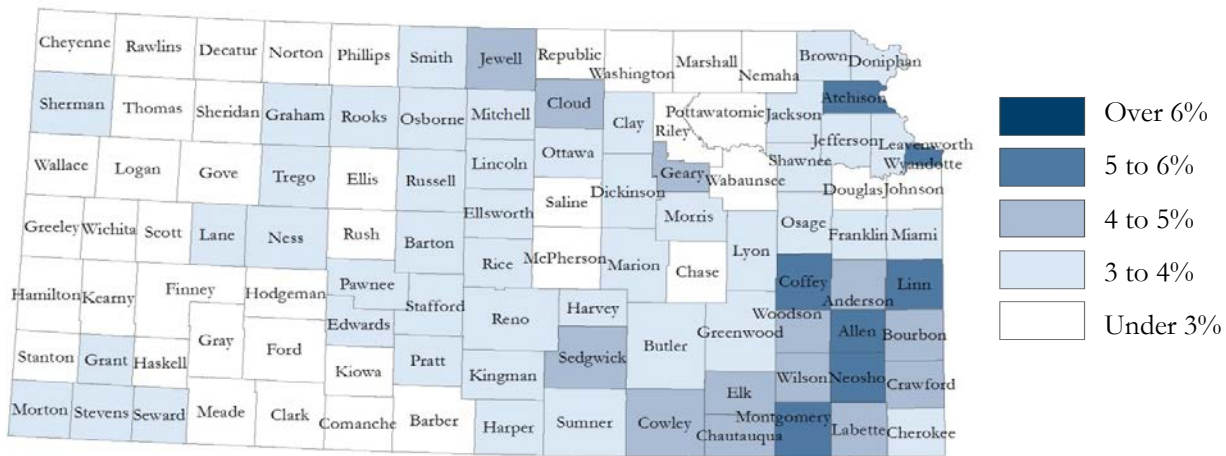 Cheyenne
Rawlins
Decatur
Norton
Phillips
Smith
Jewell
Republic
Washington
Marshall
Nemaha
Brown
Doniphan
Sherman
Thomas
Sheridan
Graham
Rooks
Osborne
Mitchell
Cloud
Clay
Riley
Pottawatomie
Jackson
Atchison
Jefferson
Leavenworth
Wyandotte
Wallace
Logan
Gove
Trego
Ellis
Russell
Lincoln
Ottawa
Saline
Dickinson
Geary
Wabaunsee
Shawnee
Douglas
Johnson
Greeley
Wichita
Scott
Lane
Ness
Rush
Barton
Ellsworth
McPherson
Marion
Morris
Chase
Lyon
Osage
Franklin
Miami
Hamilton
Kearny
Finney
Hodgeman
Pawnee
Edwards
Stafford
Rice
Reno
Harvey
Sedgwick
Butler
Greenwood
Coffey
Woodson
Anderson
Linn
Allen
Bourbon
Stanton
Grant
Haskell
Gray
Ford
Kiowa
Pratt
Kingman
Elk
Wilson
Neosho
Crawford
Morton
Stevens
Seward
Meade
Clark
Comanche
Barber
Harper
Sumner
Cowley
Chautauqua
Montgomery
Labette
Cherokee
Over 6%
5 to 6%
4 to 5%
3 to 4%
Under 3%